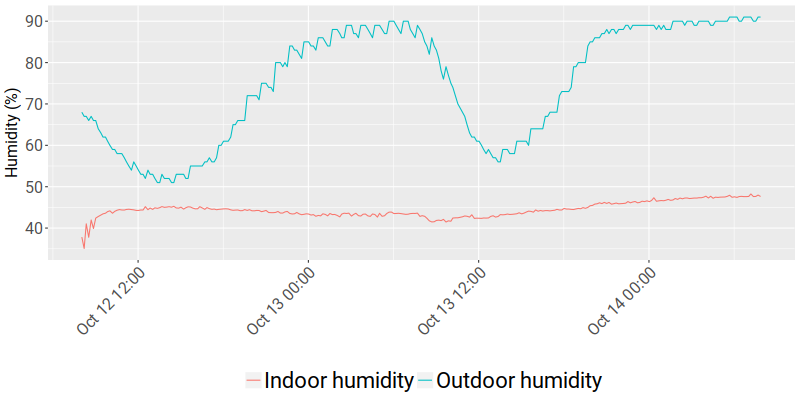 Humidity (%)
90
80
70
60
50
40
Oct 12 12:00
Oct 13 00:00
Oct 13 12:00
Oct 14 00:00
Indoor humidity Outdoor humidity